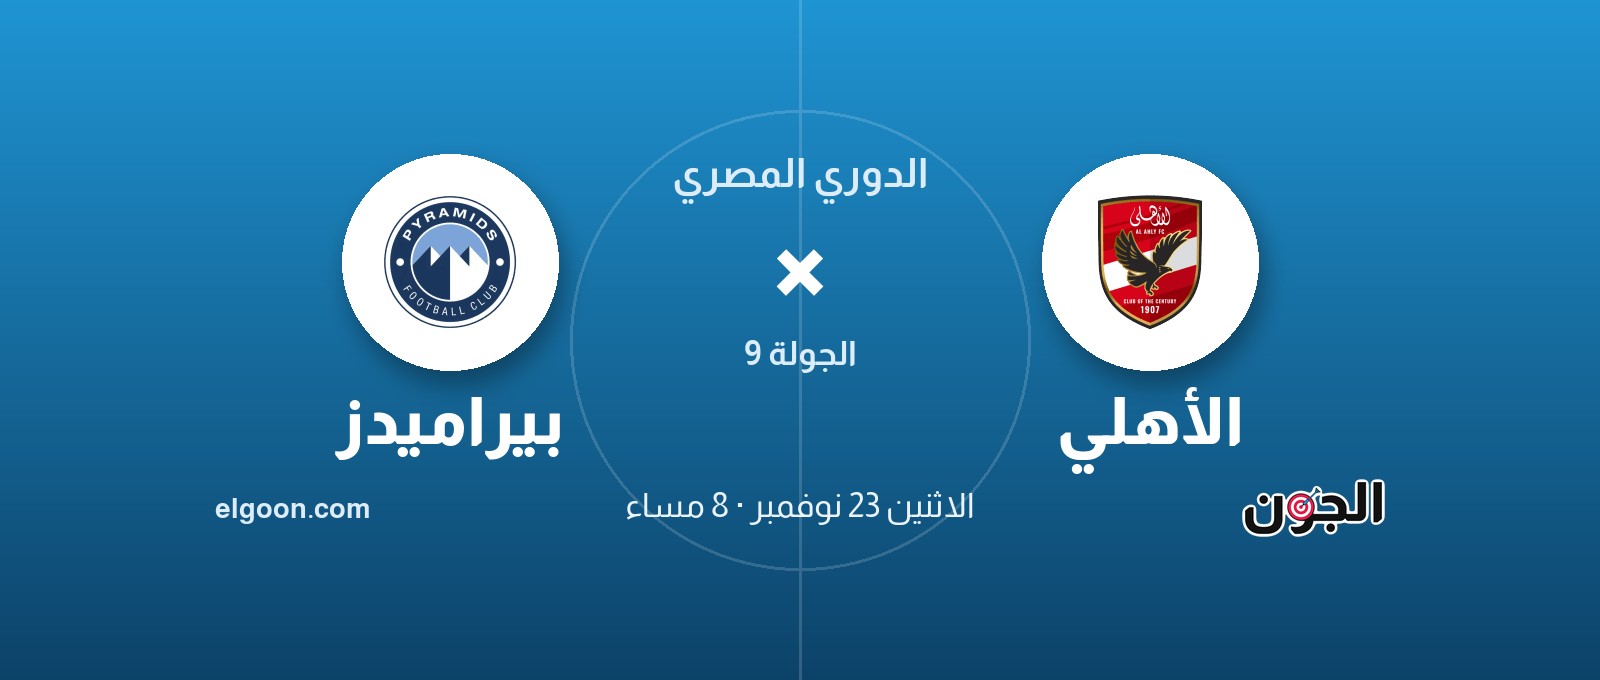 الدوري المصري
×
الجولة 9
الأهلي
AL AHLY FC
CLUB OF THE CENTURY
1907
الأهلي
PYRAMIDS
FOOTBALL CLUB
بيراميدز
الاثنين 23 نوفمبر · 8 مساء
الجون
elgoon.com